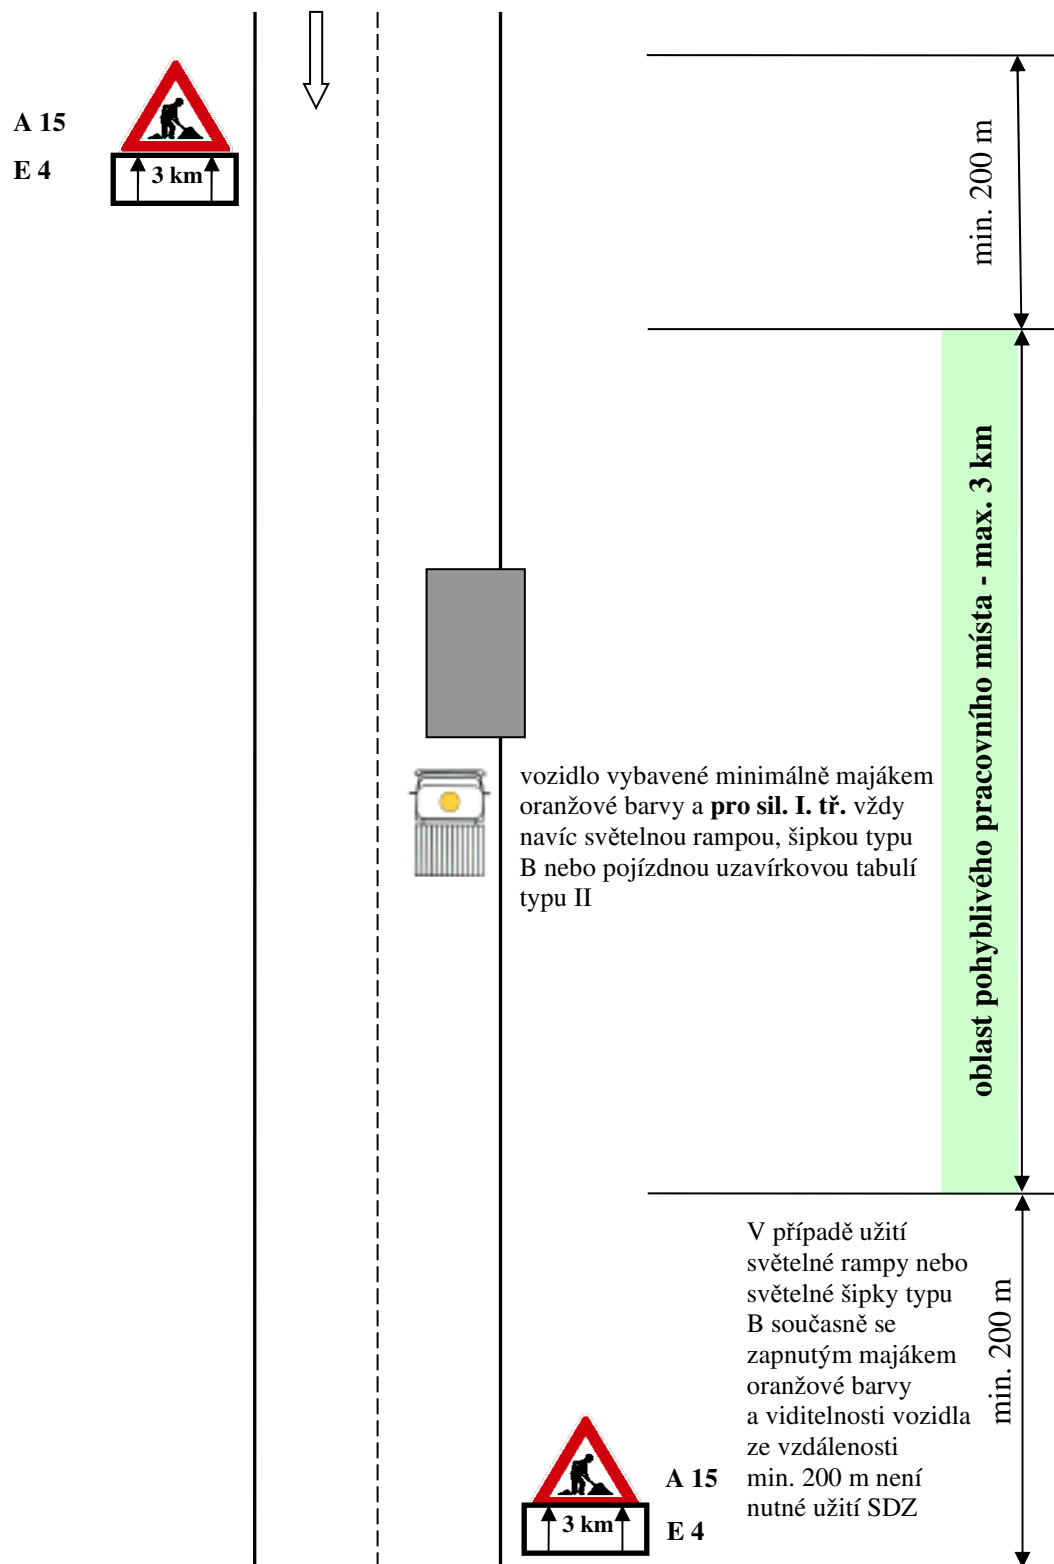 A 15
E 4
3 km
min. 200 m
oblast pohyblivého pracovního místa - max. 3 km
vozidlo vybavené minimálně majákem
oranžové barvy a pro sil. I. tř. vždy
navíc světelnou rampou, šipkou typu
B nebo pojízdnou uzavírkovou tabulí
typu II
V případě užití
světelné rampy nebo
světelné šipky typu
B současně se
zapnutým majákem
oranžové barvy
a viditelnosti vozidla
ze vzdálenosti
min. 200 m není
nutné užití SDZ
min. 200 m
A 15
E 4
3 km